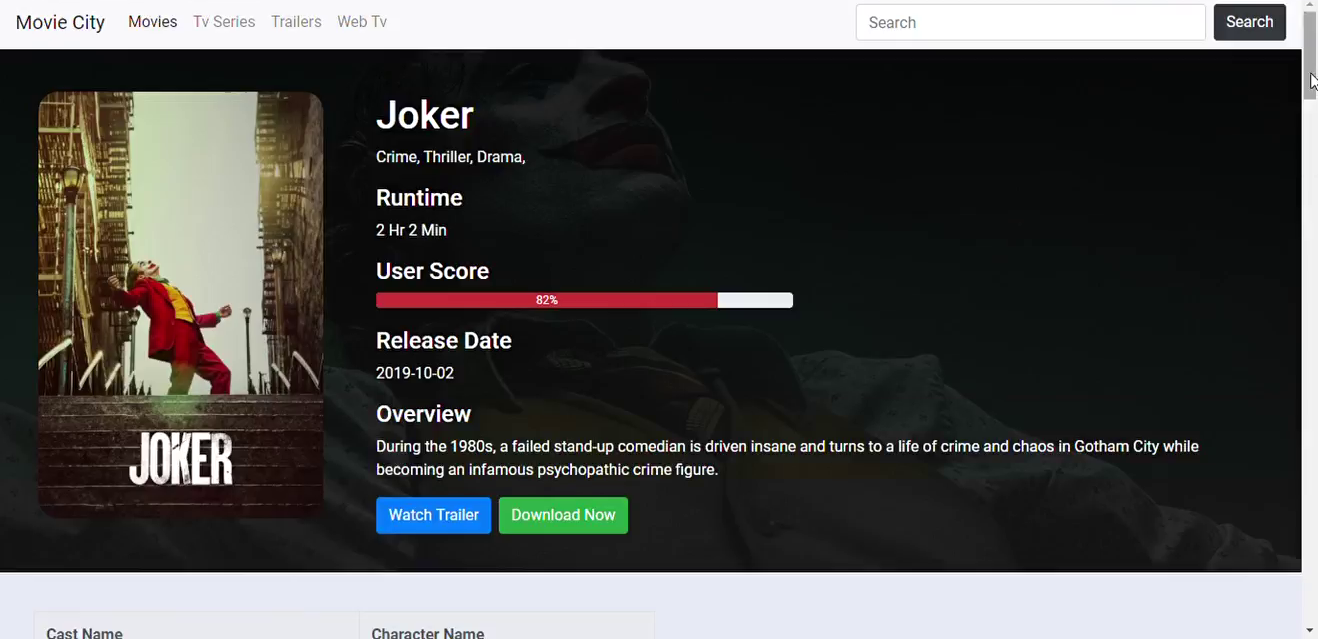 Movie City Movies Tv Series Trailers Web Tv Search Search
JOKER
Joker
Crime, Thriller, Drama,
Runtime
2 Hr 2 Min
User Score
82%
Release Date
2019-10-02
Overview
During the 1980s, a failed stand-up comedian is driven insane and turns to a life of crime and chaos in Gotham City while
becoming an infamous psychopathic crime figure.
Watch Trailer Download Now
Cast Name Character Name